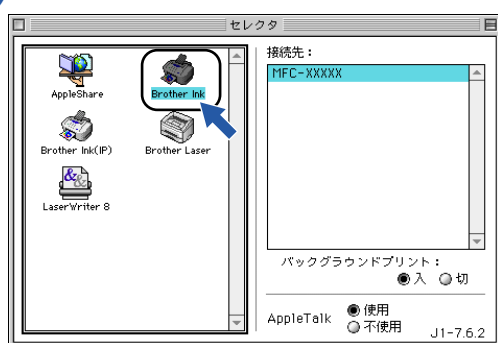 セレクタ
AppleShare
Brother Ink
Brother Ink(IP)
Brother Laser
LaserWriter 8
接続先：
MFC-XXXXX
バックグラウンドプリント：
入 切
AppleTalk
使用
不使用
J1-7.6.2